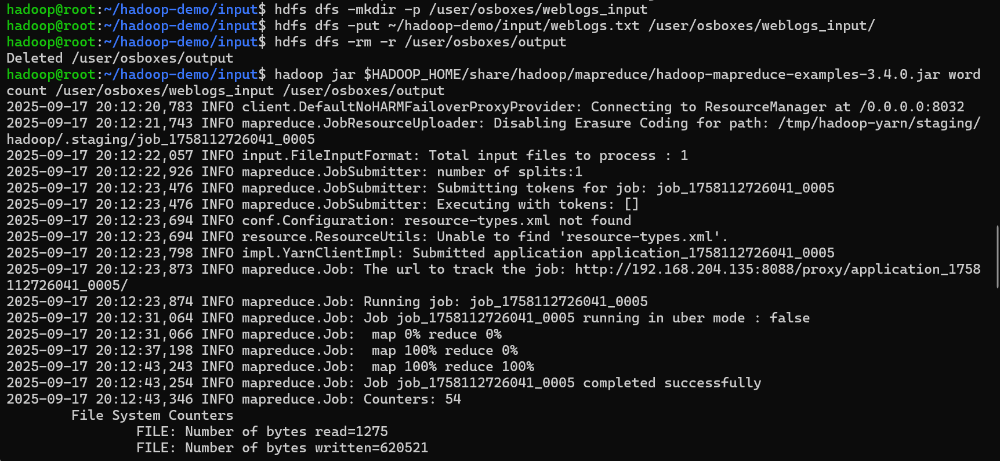 hadoop@root:~/hadoop-demo/input$ hdfs dfs -mkdir -p /user/osboxes/weblogs_input
hadoop@root:~/hadoop-demo/input$ hdfs dfs -put ~/hadoop-demo/input/weblogs.txt /user/osboxes/weblogs_input/
hadoop@root:~/hadoop-demo/input$ hdfs dfs -rm -r /user/osboxes/output
Deleted /user/osboxes/output
hadoop@root:~/hadoop-demo/input$ hadoop jar $HADOOP_HOME/share/hadoop/mapreduce/hadoop-mapreduce-examples-3.4.0.jar word
count /user/osboxes/weblogs_input /user/osboxes/output
2025-09-17 20:12:20,783 INFO client.DefaultNoHARMFailoverProxyProvider: Connecting to ResourceManager at /0.0.0.0:8032
2025-09-17 20:12:21,743 INFO mapreduce.JobResourceUploader: Disabling Erasure Coding for path: /tmp/hadoop-yarn/staging/
hadoop/.staging/job_1758112726041_0005
2025-09-17 20:12:22,057 INFO input.FileInputFormat: Total input files to process : 1
2025-09-17 20:12:22,926 INFO mapreduce.JobSubmitter: number of splits:1
2025-09-17 20:12:23,476 INFO mapreduce.JobSubmitter: Submitting tokens for job: job_1758112726041_0005
2025-09-17 20:12:23,476 INFO mapreduce.JobSubmitter: Executing with tokens: []
2025-09-17 20:12:23,694 INFO conf.Configuration: resource-types.xml not found
2025-09-17 20:12:23,694 INFO resource.ResourceUtils: Unable to find 'resource-types.xml'.
2025-09-17 20:12:23,798 INFO impl.YarnClientImpl: Submitted application application_1758112726041_0005
2025-09-17 20:12:23,873 INFO mapreduce.Job: The url to track the job: http://192.168.204.135:8088/proxy/application_1758
112726041_0005/
2025-09-17 20:12:23,874 INFO mapreduce.Job: Running job: job_1758112726041_0005
2025-09-17 20:12:31,064 INFO mapreduce.Job: Job job_1758112726041_0005 running in uber mode : false
2025-09-17 20:12:31,066 INFO mapreduce.Job:  map 0% reduce 0%
2025-09-17 20:12:37,198 INFO mapreduce.Job:  map 100% reduce 0%
2025-09-17 20:12:43,243 INFO mapreduce.Job:  map 100% reduce 100%
2025-09-17 20:12:43,254 INFO mapreduce.Job: Job job_1758112726041_0005 completed successfully
2025-09-17 20:12:43,346 INFO mapreduce.Job: Counters: 54
        File System Counters
                FILE: Number of bytes read=1275
                FILE: Number of bytes written=620521